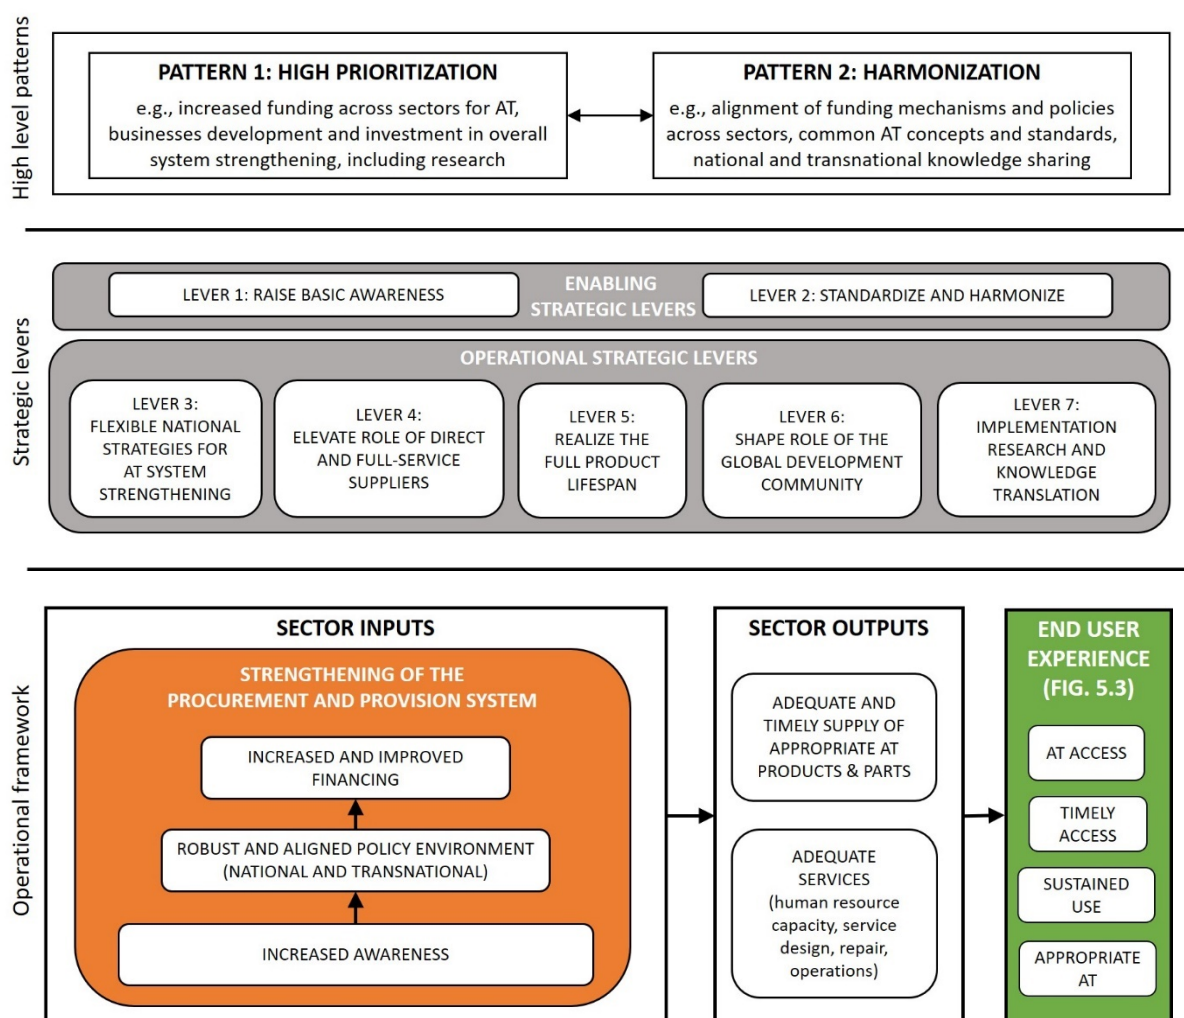 High level patterns
PATTERN 1: HIGH PRIORITIZATION
e.g., increased funding across sectors for AT,
businesses development and investment in overall
system strengthening, including research
PATTERN 2: HARMONIZATION
e.g., alignment of funding mechanisms and policies
across sectors, common AT concepts and standards,
national and transnational knowledge sharing
Strategic levers
ENABLING
STRATEGIC LEVERS
LEVER 1: RAISE BASIC AWARENESS
LEVER 2: STANDARDIZE AND HARMONIZE
OPERATIONAL STRATEGIC LEVERS
LEVER 3:
FLEXIBLE NATIONAL
STRATEGIES FOR
AT SYSTEM
STRENGTHENING
LEVER 4:
ELEVATE ROLE OF DIRECT
AND FULL-SERVICE
SUPPLIERS
LEVER 5:
REALIZE THE
FULL PRODUCT
LIFESPAN
LEVER 6:
SHAPE ROLE OF THE
GLOBAL DEVELOPMENT
COMMUNITY
LEVER 7:
IMPLEMENTATION
RESEARCH AND
KNOWLEDGE
TRANSLATION
Operational framework
SECTOR INPUTS
STRENGTHENING OF THE
PROCUREMENT AND PROVISION SYSTEM
INCREASED AND IMPROVED
FINANCING
ROBUST AND ALIGNED POLICY ENVIRONMENT
(NATIONAL AND TRANSNATIONAL)
INCREASED AWARENESS
SECTOR OUTPUTS
ADEQUATE AND
TIMELY SUPPLY OF
APPROPRIATE AT
PRODUCTS & PARTS
ADEQUATE
SERVICES
(human resource
capacity, service
design, repair,
operations)
END USER
EXPERIENCE
(FIG. 5.3)
AT ACCESS
TIMELY
ACCESS
SUSTAINED
USE
APPROPRIATE
AT